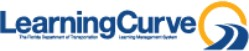 LearningCurve
The Florida Department of Transportation Learning Management System